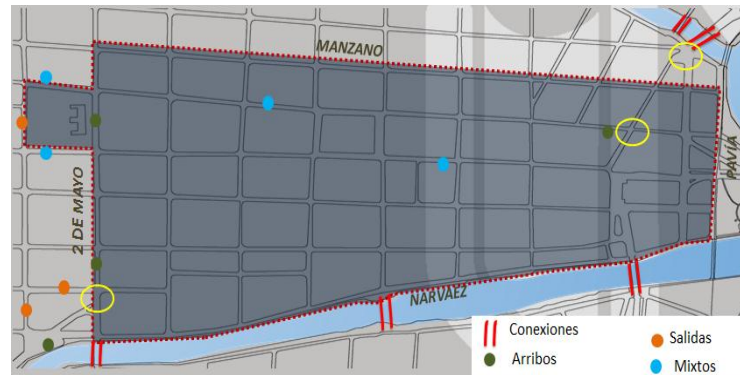 MANZANO
PAVIA
2 DE MAYO
NARVAEZ
Conexiones
Salidas
Arribos
Mixtos